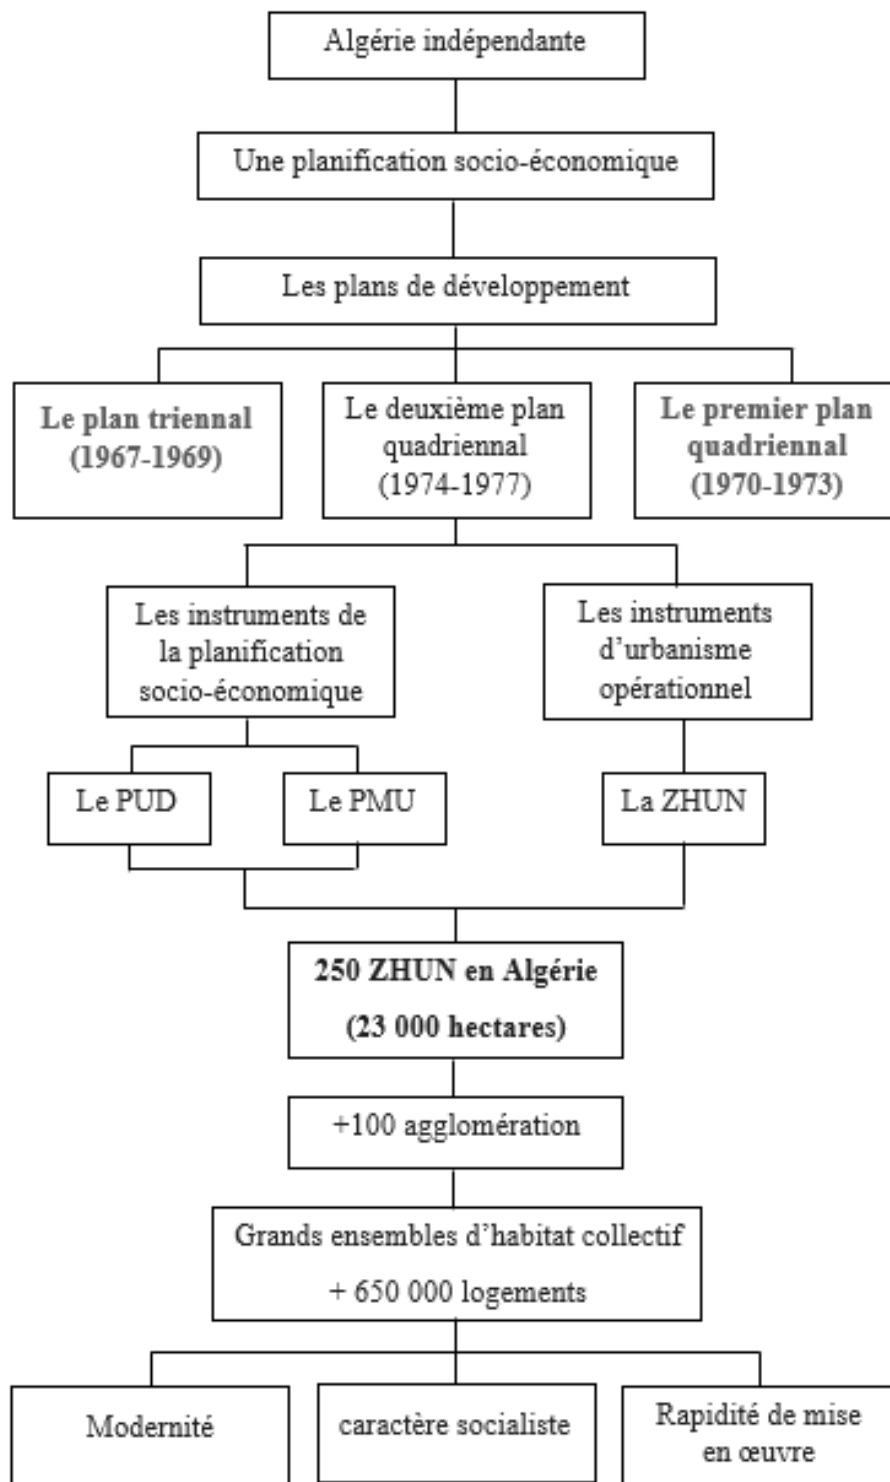 Algérie indépendante
Une planification socio-économique
Les plans de développement
Le plan triennal
(1967-1969)
Le deuxième plan
quadriennal
(1974-1977)
Le premier plan
quadriennal
(1970-1973)
Les instruments de
la planification
socio-économique
Les instruments
d’urbanisme
opérationnel
Le PUD
Le PMU
La ZHUN
250 ZHUN en Algérie
(23 000 hectares)
+100 agglomération
Grands ensembles d’habitat collectif
+ 650 000 logements
Modernité
caractère socialiste
Rapidité de mise
en œuvre